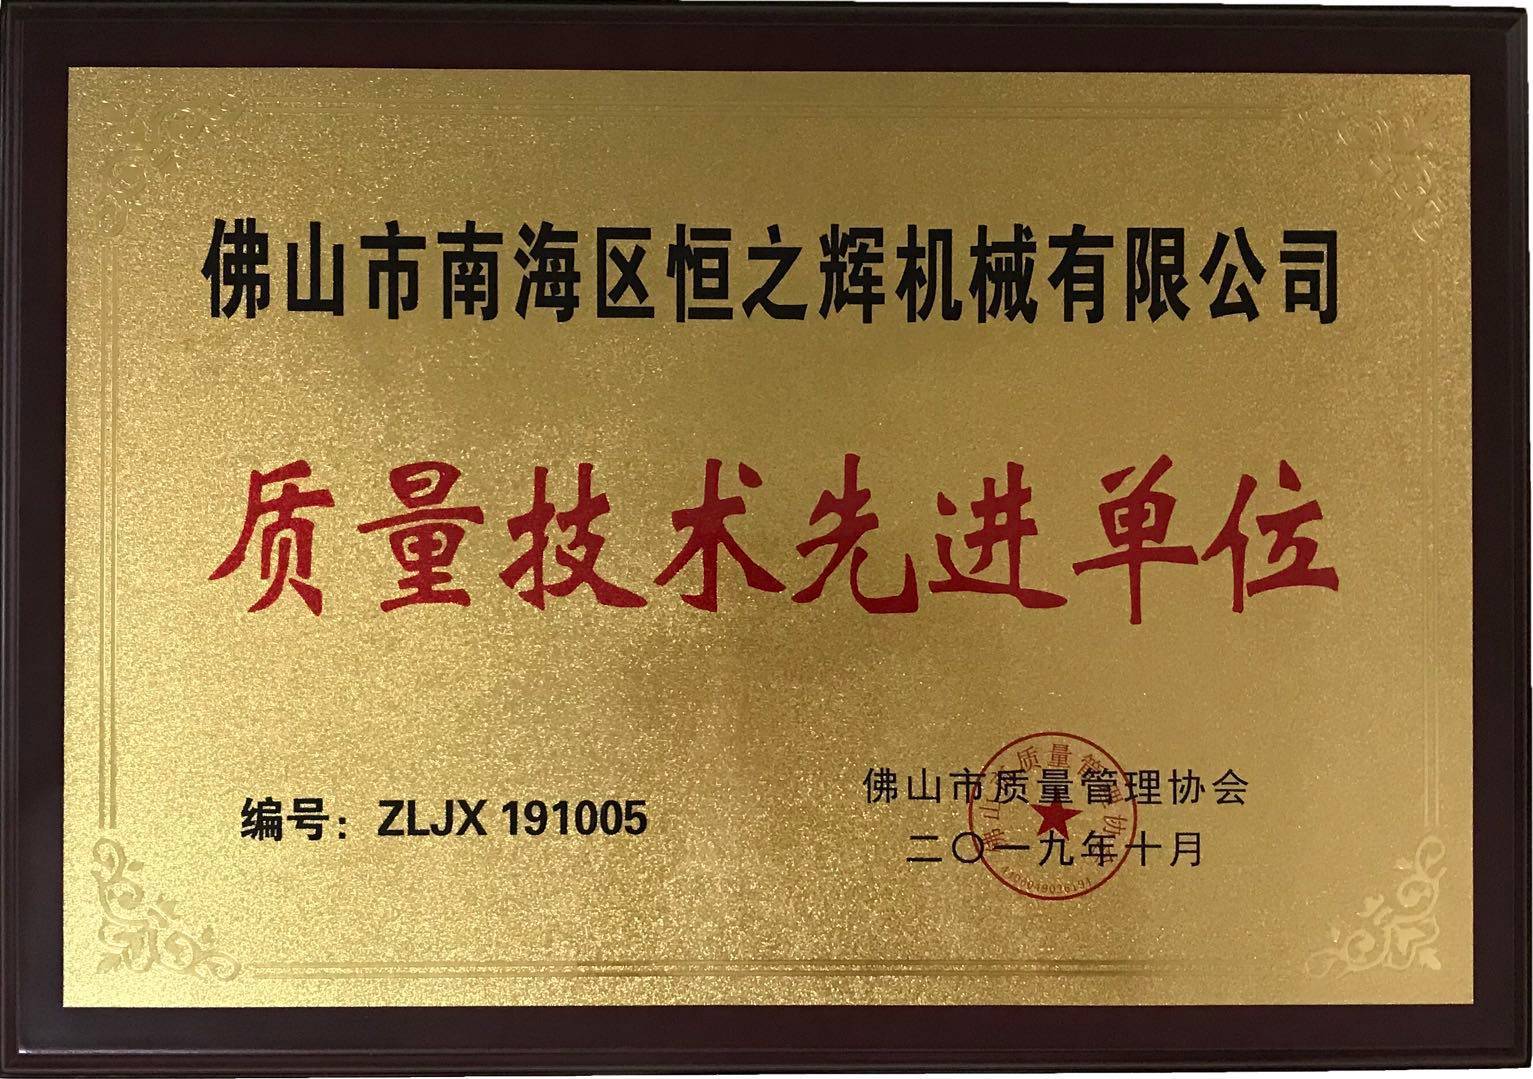 佛山市南海区恒之辉机械有限公司
质量技术先进单位
编号：ZLJX 191005
佛山市质量管理协会
二〇一九年十月